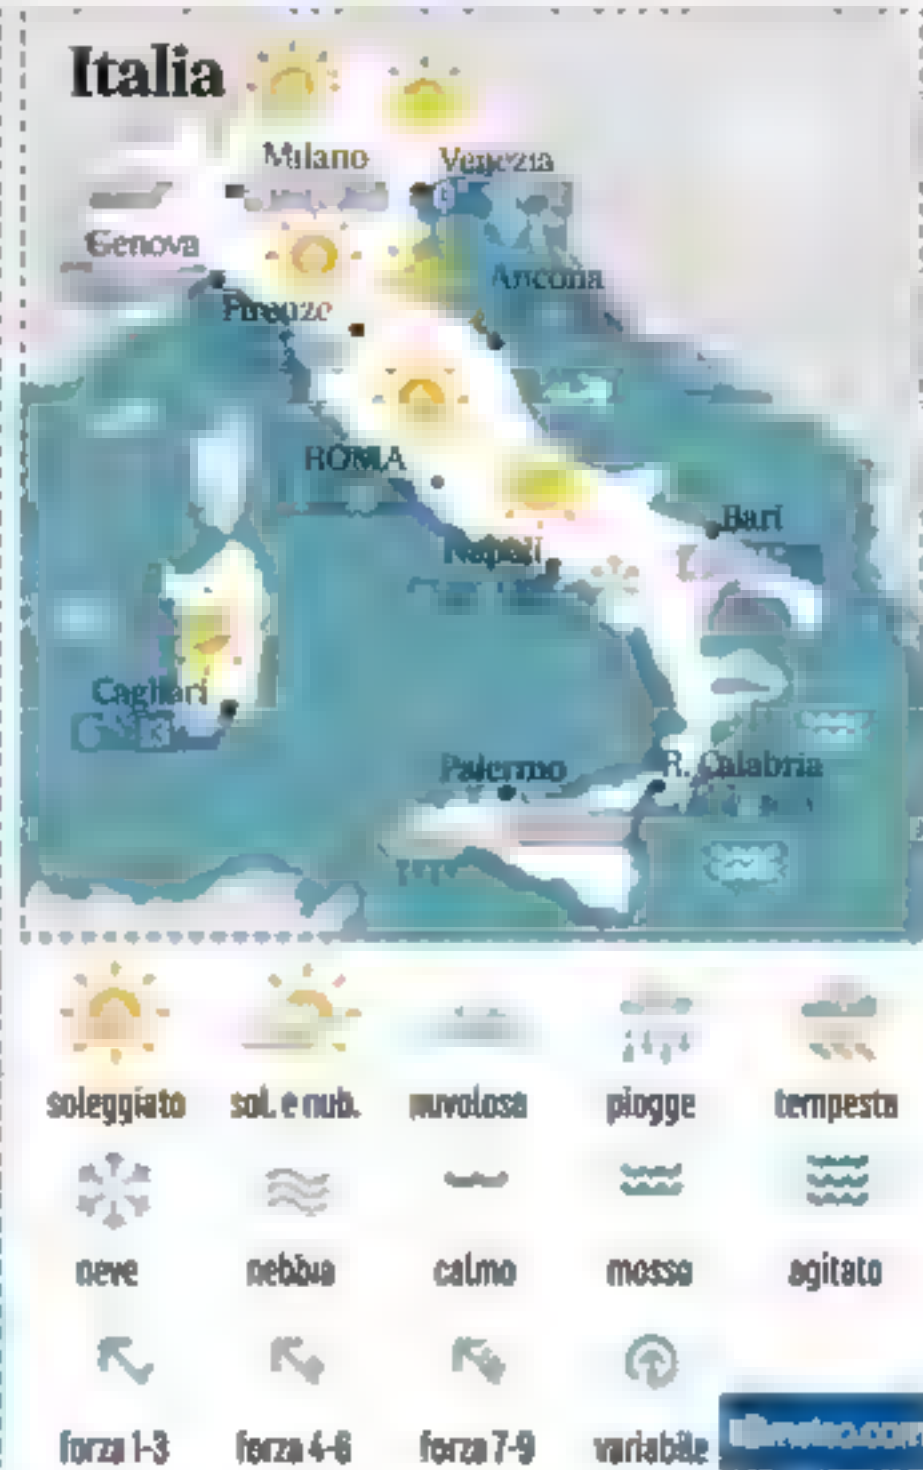 Italia
Milano
Venezia
Genova
Ancona
Firenze
ROMA
Bari
Napoli
Cagliari
Palermo
R. Calabria
soleggiato
sol. e nub.
nuvoloso
piogge
tempesta
neve
nebbia
calmo
mosso
agitato
forza 1-3
forza 4-6
forza 7-9
variabile